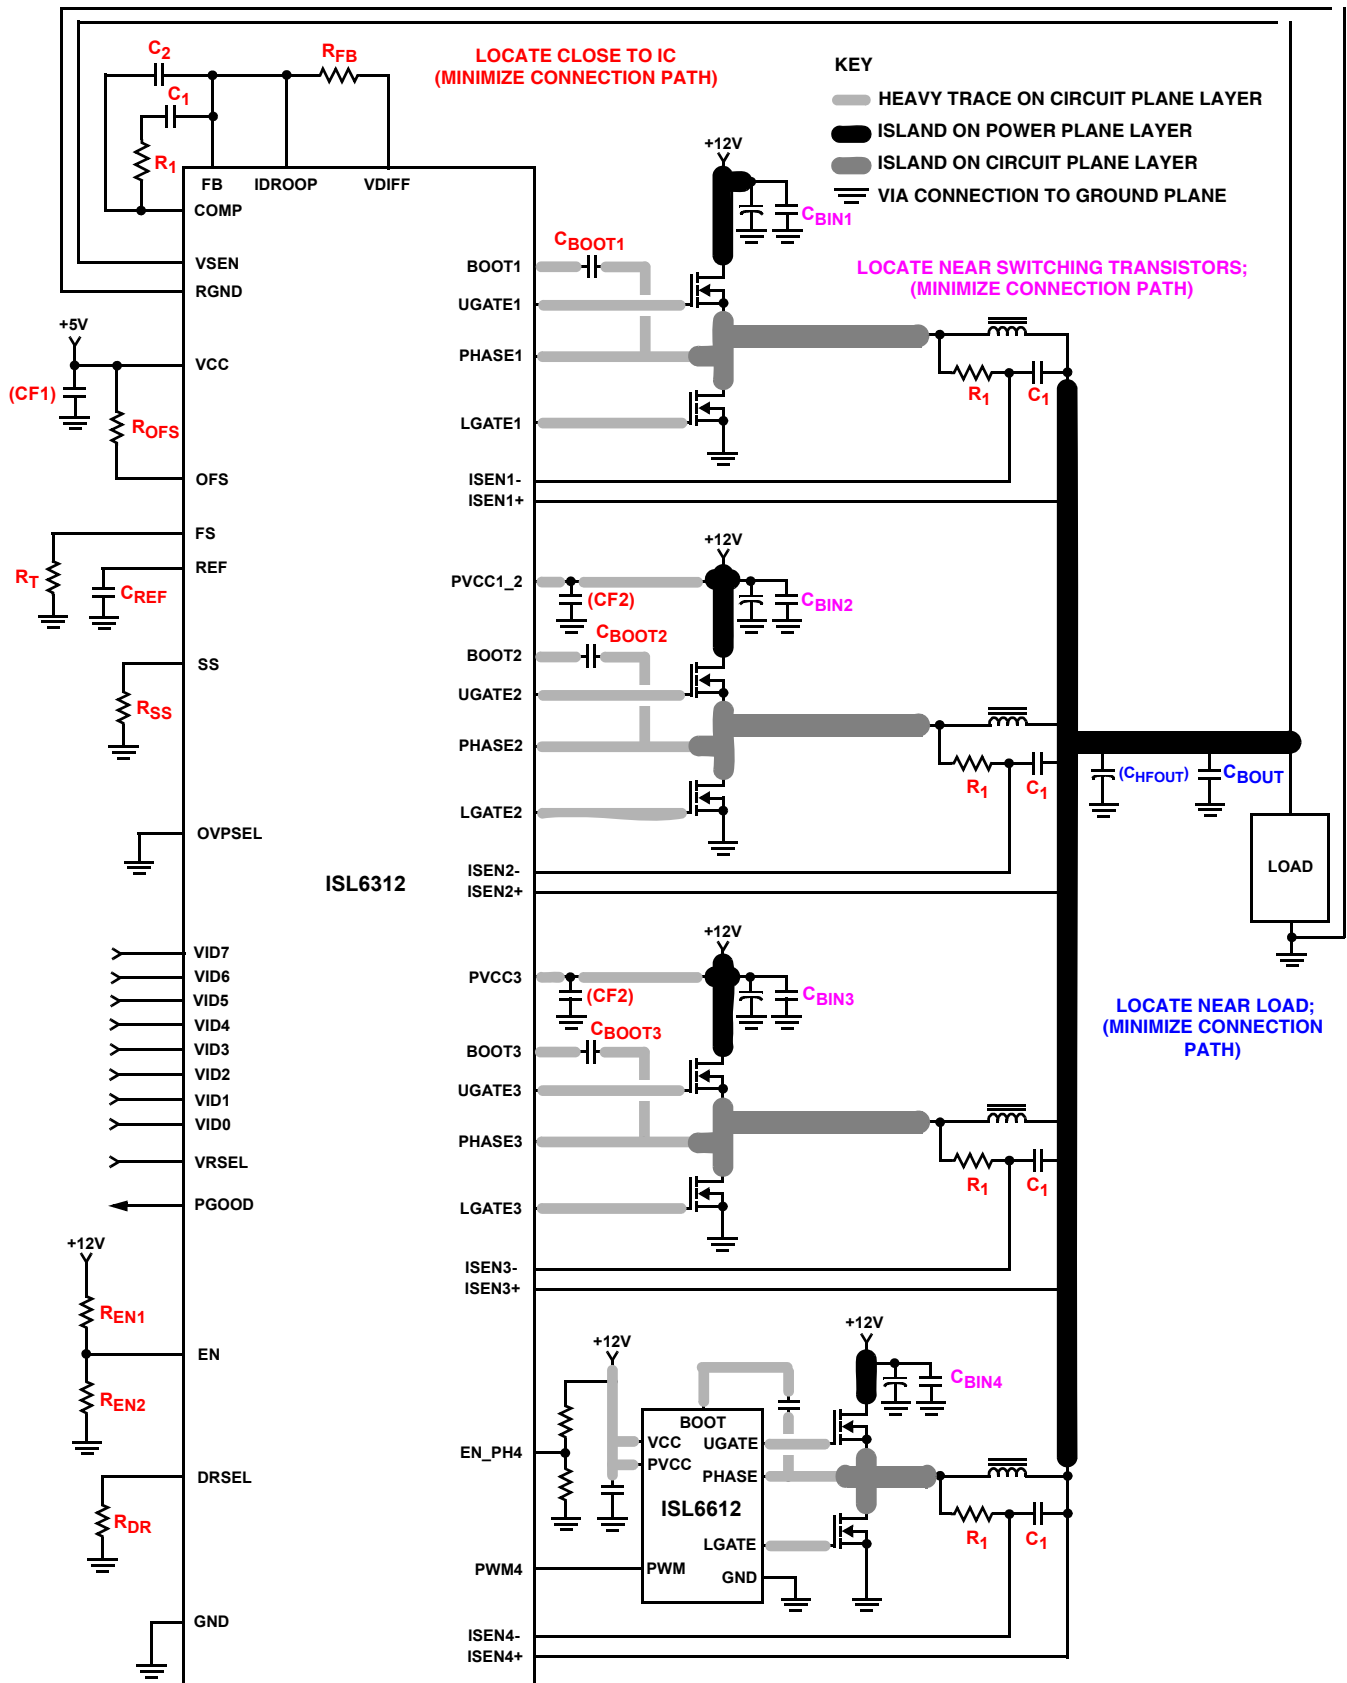 C2
RFB
LOCATE CLOSE TO IC
(MINIMIZE CONNECTION PATH)
C1
R1
KEY
HEAVY TRACE ON CIRCUIT PLANE LAYER
ISLAND ON POWER PLANE LAYER
ISLAND ON CIRCUIT PLANE LAYER
VIA CONNECTION TO GROUND PLANE
+12V
CBIN1
FB
IDROOP
VDIFF
COMP
VSEN
RGND
+5V
VCC
(CF1)
ROFS
OFS
FS
RT
REF
CREF
SS
RSS
OVPSEL
ISL6312
VID7
VID6
VID5
VID4
VID3
VID2
VID1
VID0
VRSEL
PGOOD
+12V
REN1
EN
REN2
DRSEL
RDR
GND
BOOT1
CBOOT1
UGATE1
PHASE1
LGATE1
ISEN1-
ISEN1+
LOCATE NEAR SWITCHING TRANSISTORS;
(MINIMIZE CONNECTION PATH)
R1
C1
+12V
PVCC1_2
(CF2)
CBIN2
CBOOT2
BOOT2
UGATE2
PHASE2
LGATE2
R1
C1
ISEN2-
ISEN2+
(CHFOUT)
CBOUT
LOAD
+12V
PVCC3
(CF2)
CBIN3
CBOOT3
BOOT3
UGATE3
PHASE3
LGATE3
R1
C1
ISEN3-
ISEN3+
LOCATE NEAR LOAD;
(MINIMIZE CONNECTION
PATH)
+12V
+12V
CBIN4
EN_PH4
BOOT
VCC
UGATE
PVCC
PHASE
ISL6612
LGATE
PWM
GND
R1
C1
PWM4
ISEN4-
ISEN4+